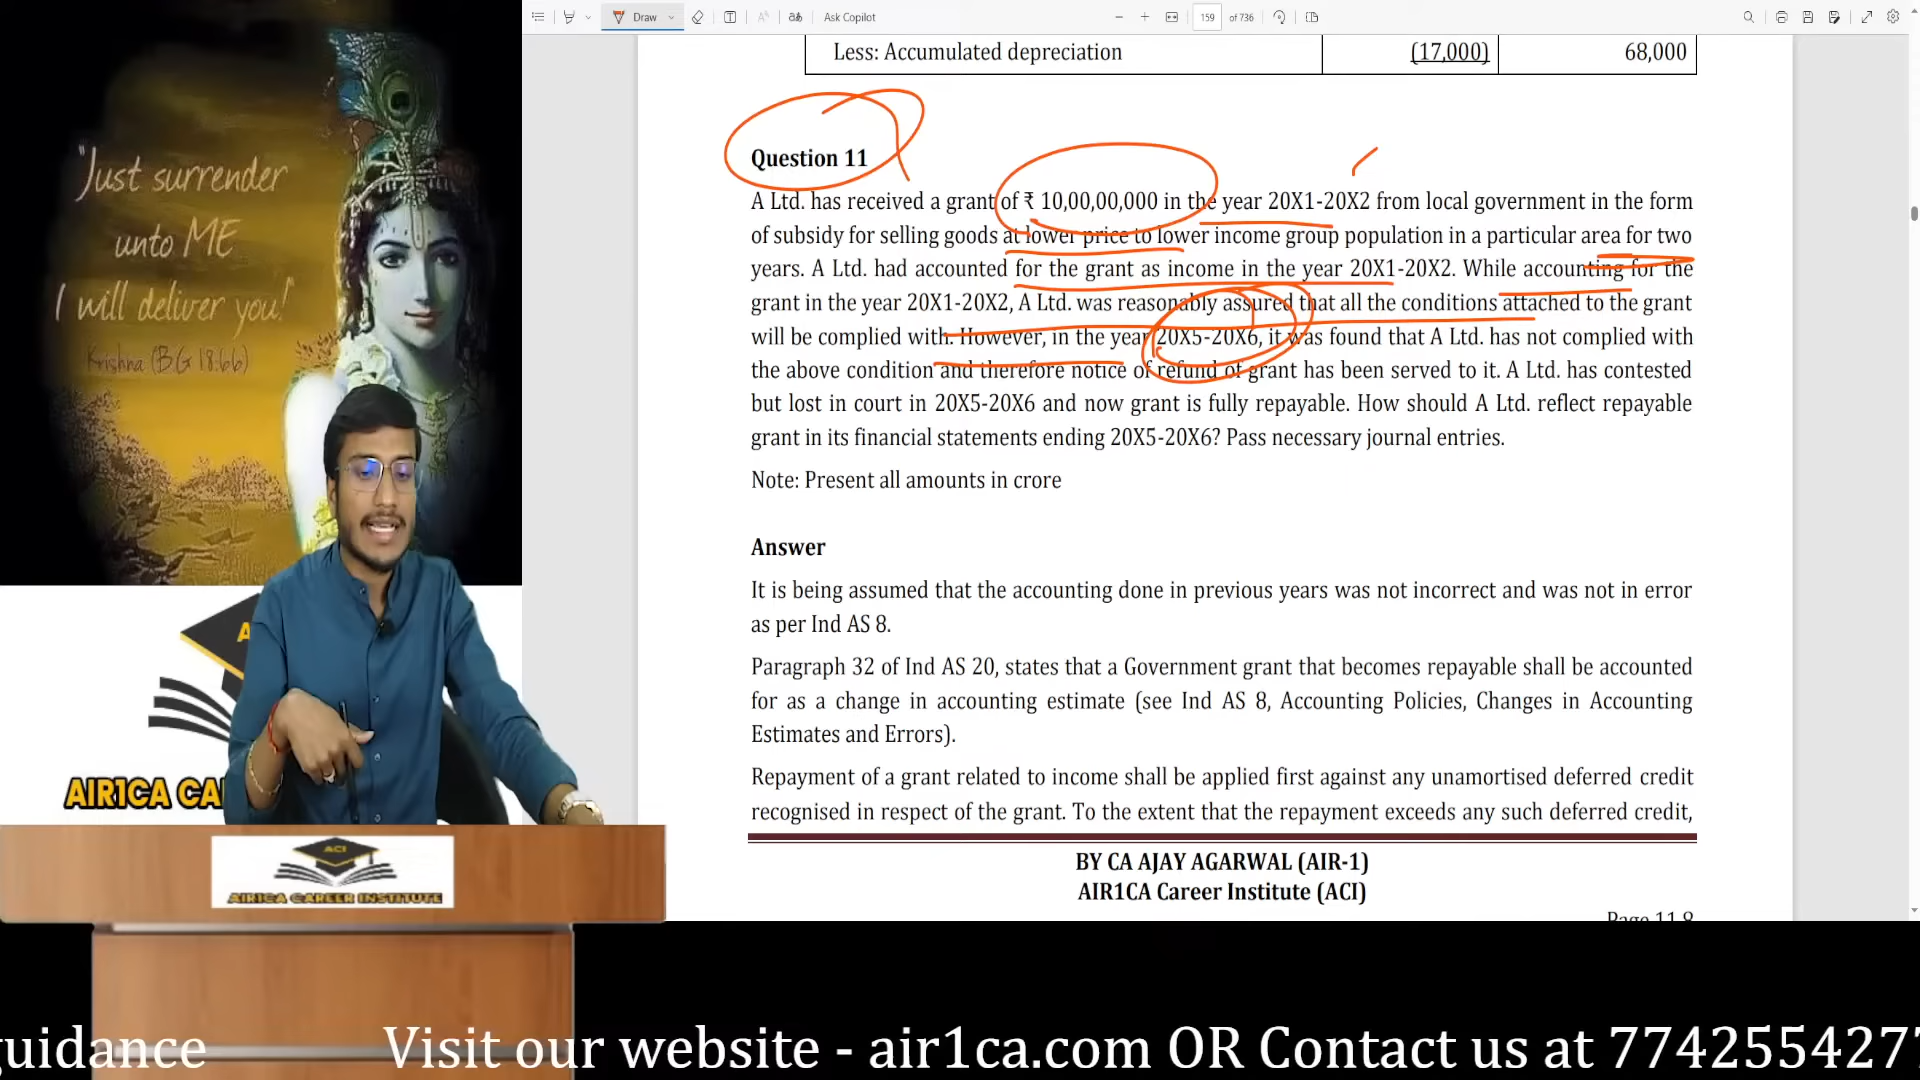 Draw
Ask Copilot
159 of 736
Less: Accumulated depreciation (17,000) 68,000
Question 11
A Ltd. has received a grant of ₹ 10,00,00,000 in the year 20X1-20X2 from local government in the form
of subsidy for selling goods at lower price to lower income group population in a particular area for two
years. A Ltd. had accounted for the grant as income in the year 20X1-20X2. While accounting for the
grant in the year 20X1-20X2, A Ltd. was reasonably assured that all the conditions attached to the grant
will be complied with. However, in the year 20X5-20X6, it was found that A Ltd. has not complied with
the above condition and therefore notice of refund of grant has been served to it. A Ltd. has contested
but lost in court in 20X5-20X6 and now grant is fully repayable. How should A Ltd. reflect repayable
grant in its financial statements ending 20X5-20X6? Pass necessary journal entries.
Note: Present all amounts in crore
Answer
It is being assumed that the accounting done in previous years was not incorrect and was not in error
as per Ind AS 8.
Paragraph 32 of Ind AS 20, states that a Government grant that becomes repayable shall be accounted
for as a change in accounting estimate (see Ind AS 8, Accounting Policies, Changes in Accounting
Estimates and Errors).
Repayment of a grant related to income shall be applied first against any unamortised deferred credit
recognised in respect of the grant. To the extent that the repayment exceeds any such deferred credit,
BY CA AJAY AGARWAL (AIR-1)
AIR1CA Career Institute (ACI)
Page 11.9
"Just surrender
unto ME
I will deliver you!"
Krishna (BG 18:66)
AIR1CA CA
ACI
AIR1CA CAREER INSTITUTE
guidance Visit our website - air1ca.com OR Contact us at 774255427